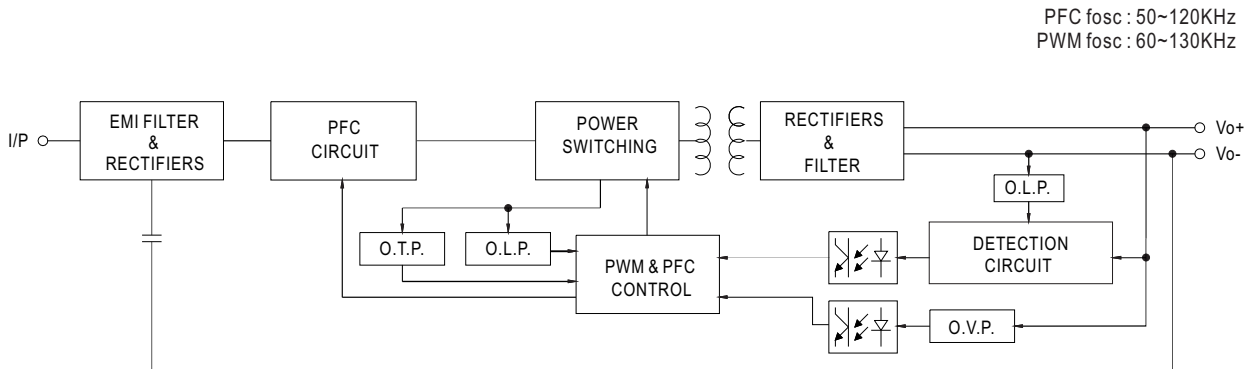 PFC fosc : 50~120KHz
PWM fosc : 60~130KHz
I/P
EMI FILTER
&
RECTIFIERS
PFC
CIRCUIT
POWER
SWITCHING
RECTIFIERS
&
FILTER
Vo+
Vo-
O.L.P.
O.T.P.
O.L.P.
PWM & PFC
CONTROL
DETECTION
CIRCUIT
O.V.P.